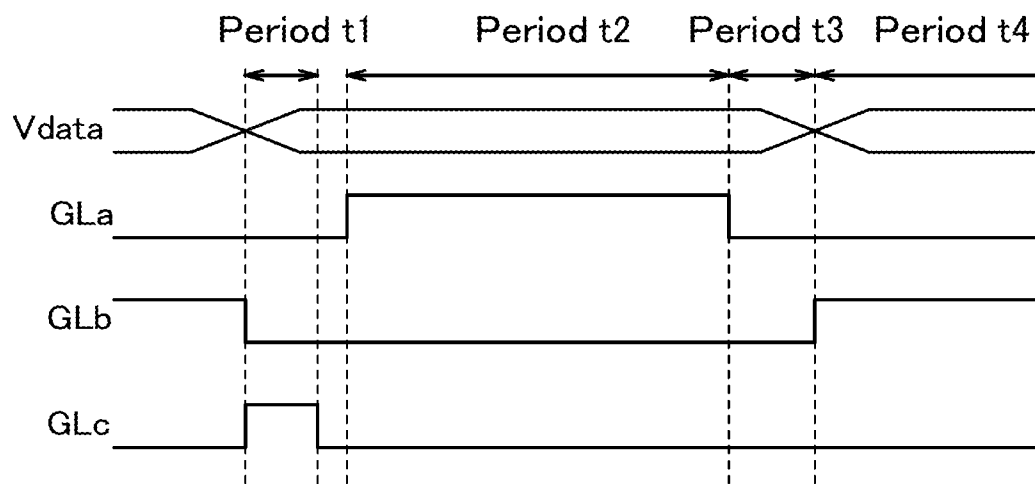 Period t1 Period t2 Period t3 Period t4
Vdata
GLa
GLb
GLc